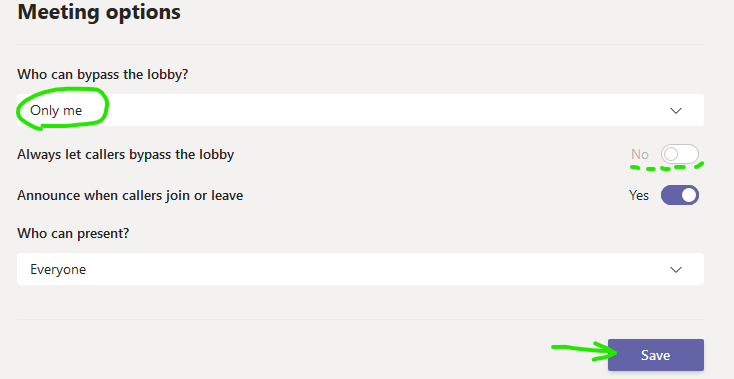 Meeting options
Who can bypass the lobby?
Only me
Always let callers bypass the lobby No
Announce when callers join or leave Yes
Who can present?
Everyone
Save